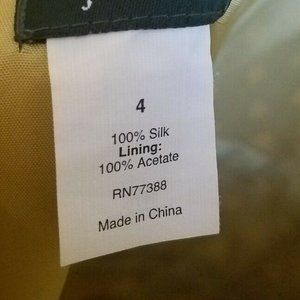 4
100% Silk
Lining:
100% Acetate
RN77388
Made in China